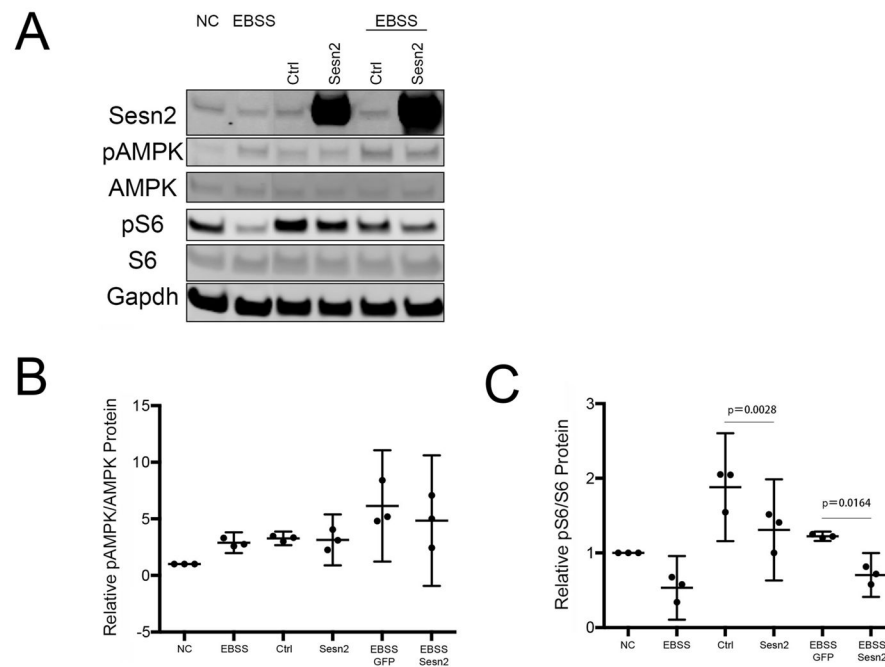 A
NC EBSS EBSS
Ctrl Sesn2 Ctrl Sesn2
Sesn2
pAMPK
AMPK
pS6
S6
Gapdh
B
Relative pAMPK/AMPK Protein
15
10
5
0
-5
NC EBSS Ctrl Sesn2 EBSS GFP EBSS Sesn2
C
Relative pS6/S6 Protein
3
2
1
0
p=0.0028
p=0.0164
NC EBSS Ctrl Sesn2 EBSS GFP EBSS Sesn2